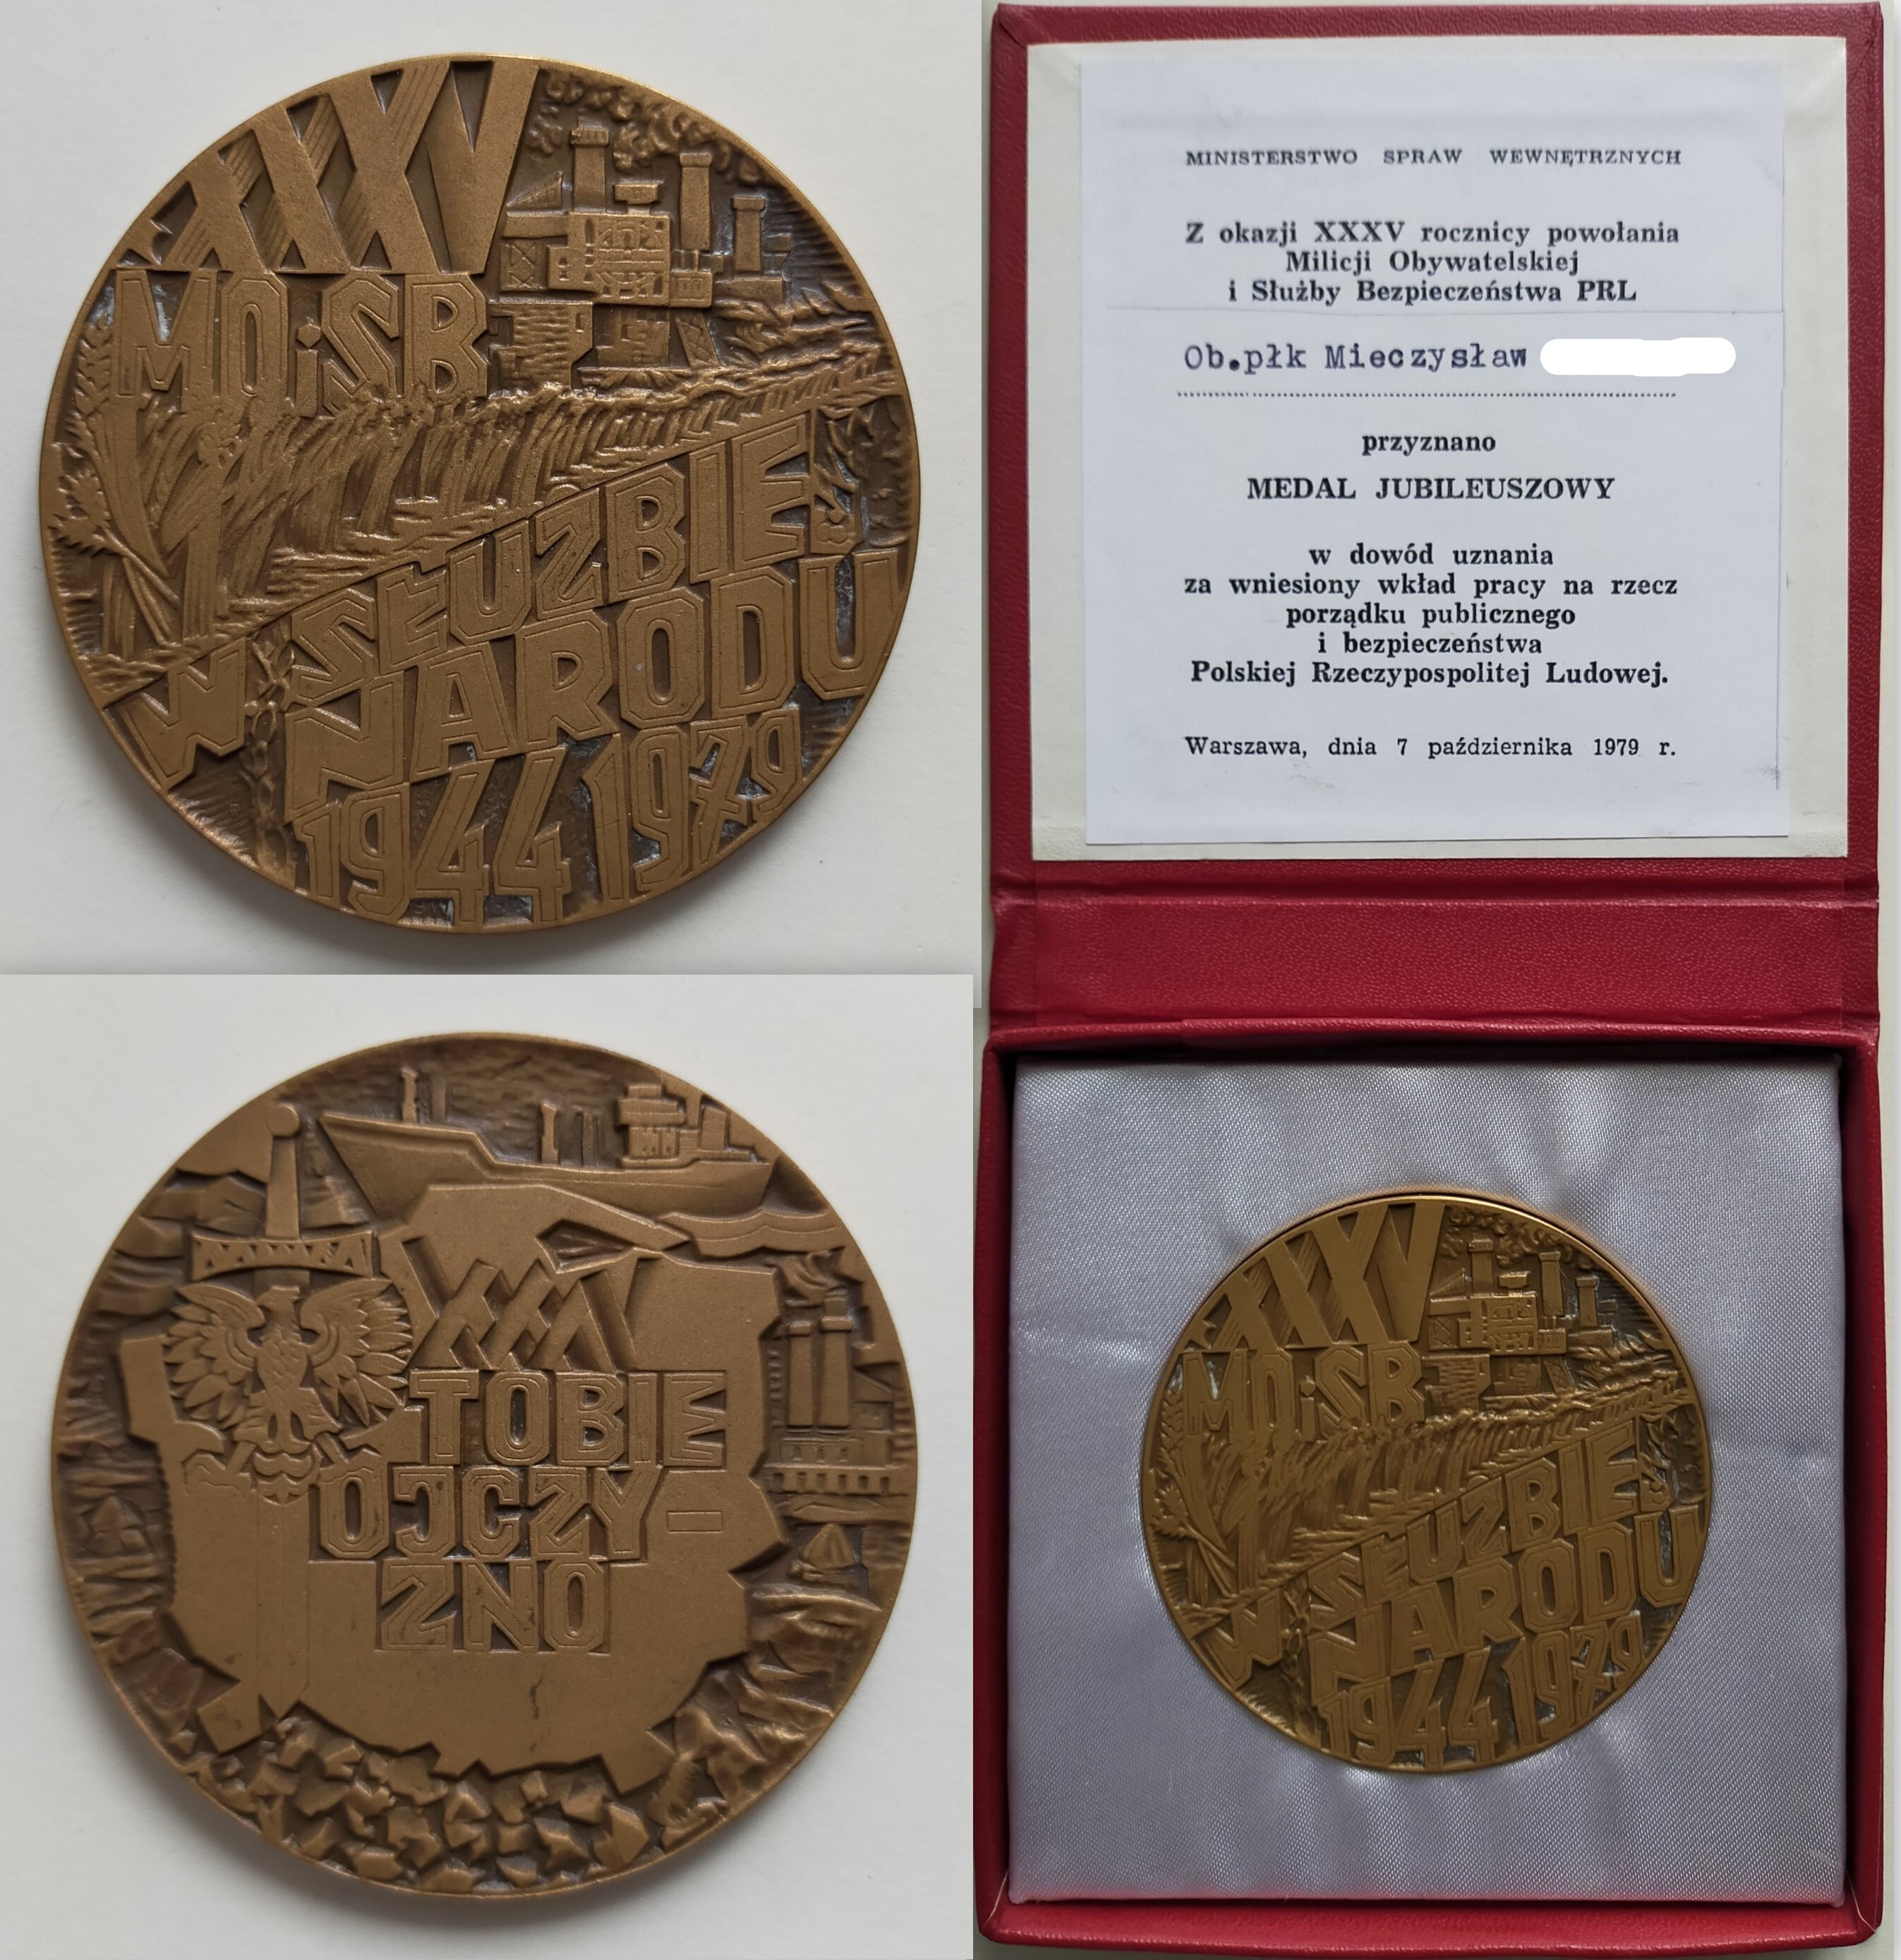 XXXV
MO i SB
W SŁUŻBIE
NARODU
1944 1979
MINISTERSTWO SPRAW WEWNĘTRZNYCH
Z okazji XXXV rocznicy powołania
Milicji Obywatelskiej
i Służby Bezpieczeństwa PRL
Ob.płk Mieczysław
przyznano
MEDAL JUBILEUSZOWY
w dowód uznania
za wniesiony wkład pracy na rzecz
porządku publicznego
i bezpieczeństwa
Polskiej Rzeczypospolitej Ludowej.
Warszawa, dnia 7 października 1979 r.
XXXV
TOBIE
OJCZY-
ZNO
XXXV
MO i SB
W SŁUŻBIE
NARODU
1944 1979